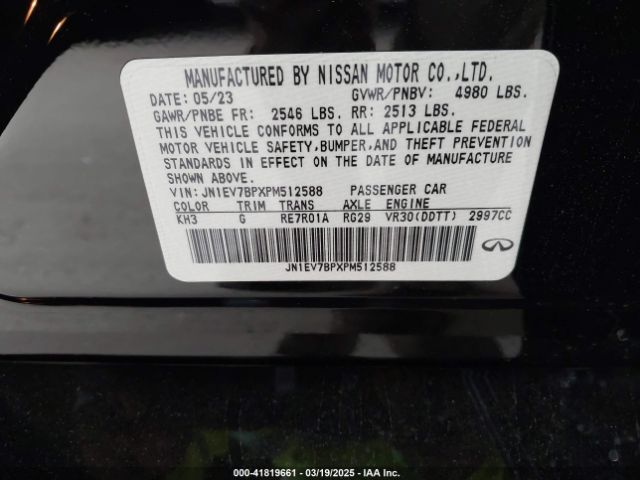 MANUFACTURED BY NISSAN MOTOR CO.,LTD.
DATE: 05/23 GVWR/PNBV: 4980 LBS.
GAWR/PNBE FR: 2546 LBS. RR: 2513 LBS.
THIS VEHICLE CONFORMS TO ALL APPLICABLE FEDERAL
MOTOR VEHICLE SAFETY,BUMPER,AND THEFT PREVENTION
STANDARDS IN EFFECT ON THE DATE OF MANUFACTURE
SHOWN ABOVE.
VIN: JN1EV7BPXPM512588 PASSENGER CAR
COLOR TRIM TRANS AXLE ENGINE
KH3 G RE7R01A RG29 VR30(DDTT) 2997CC
JN1EV7BPXPM512588
000-41819661 — 03/19/2025 — IAA Inc.